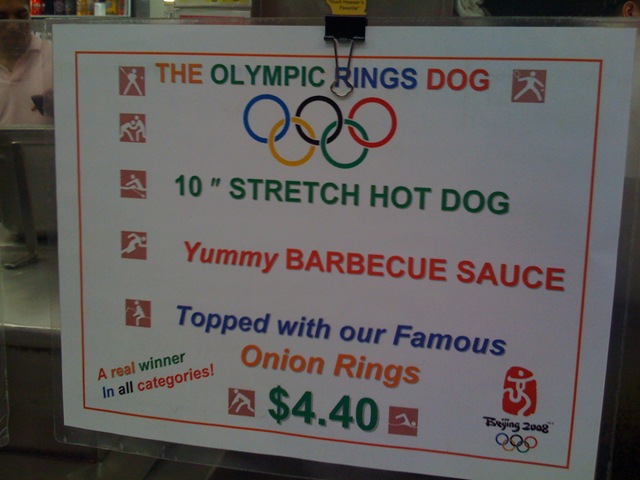 THE OLYMPIC RINGS DOG
10 " STRETCH HOT DOG
Yummy BARBECUE SAUCE
Topped with our Famous
Onion Rings
A real winner
In all categories!
$4.40
Beijing 2008